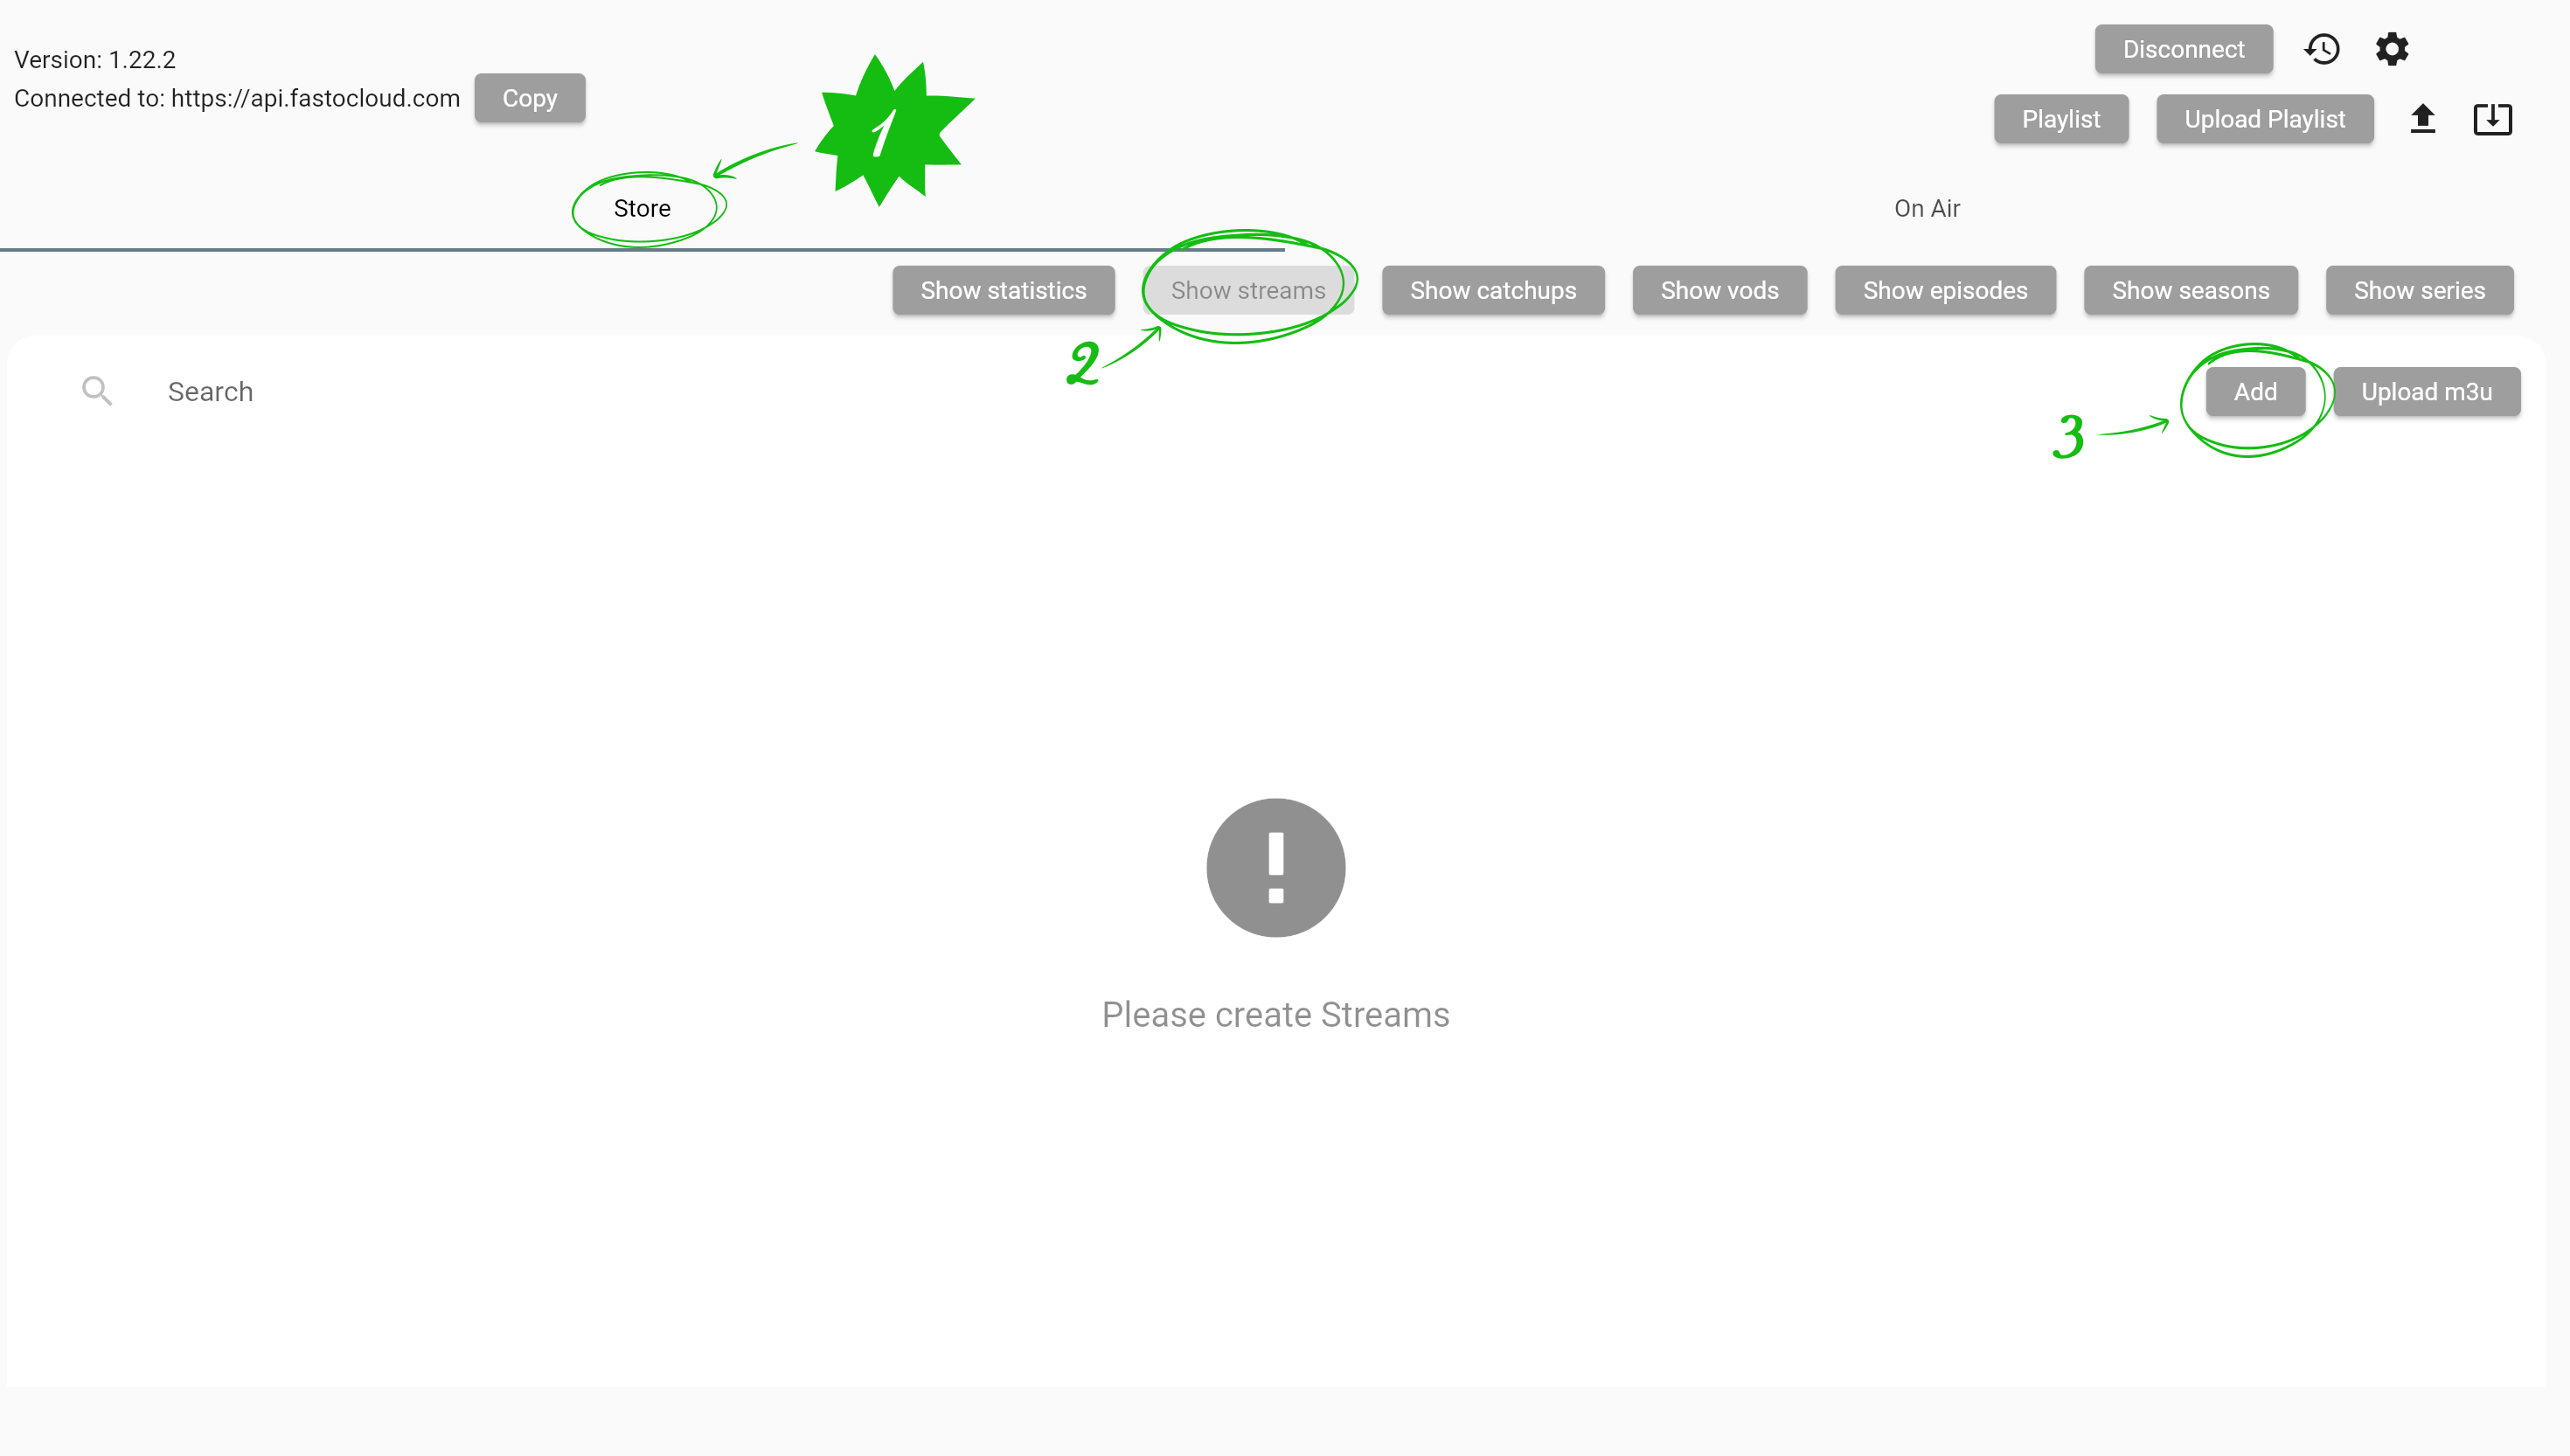 Version: 1.22.2
Connected to: https://api.fastocloud.com Copy
Disconnect
Playlist Upload Playlist
1
Store On Air
Show statistics Show streams Show catchups Show vods Show episodes Show seasons Show series
2
Search Add Upload m3u
3
Please create Streams